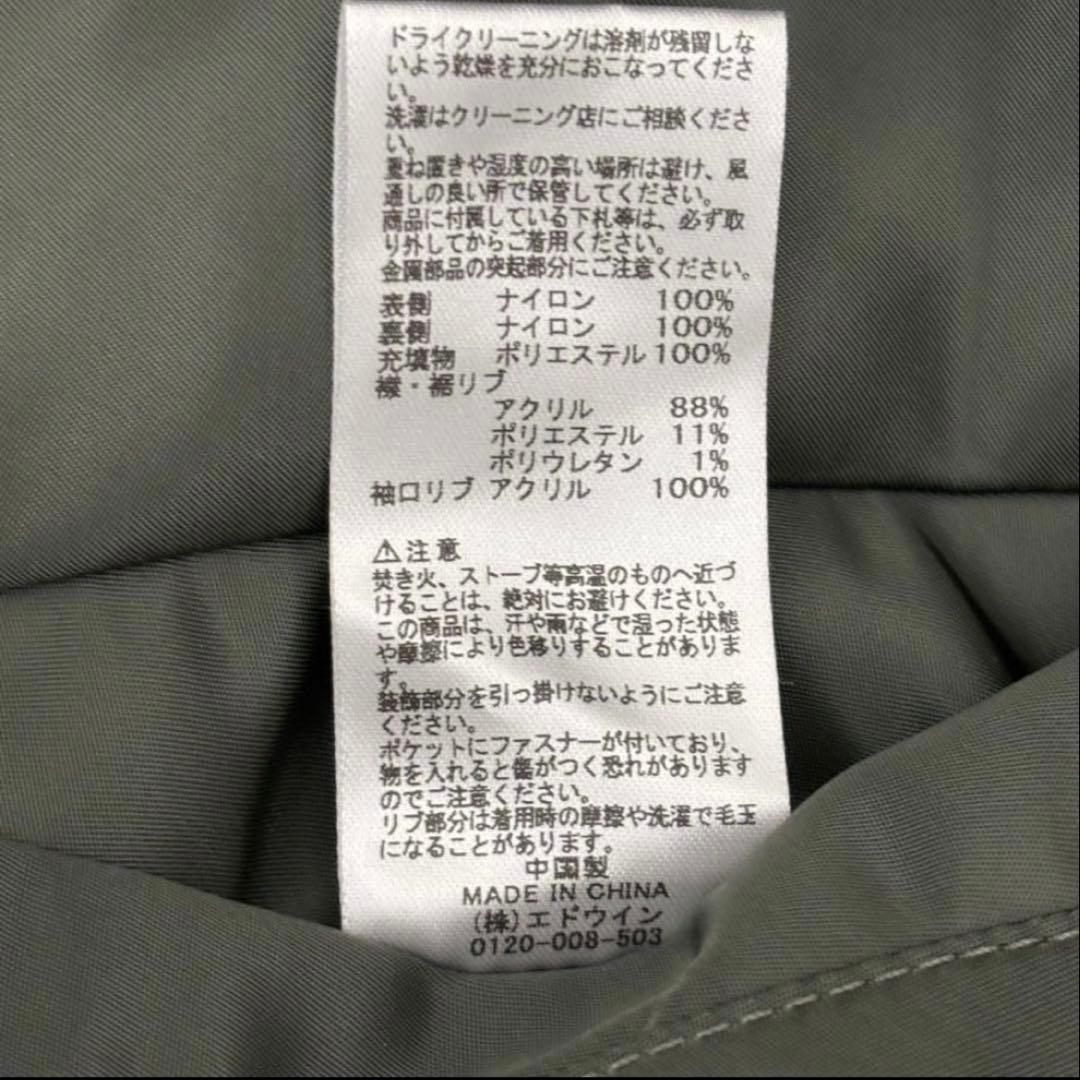 ドライクリーニングは溶剤が残留しな
いよう乾燥を充分におこなってくださ
い。
洗濯はクリーニング店にご相談くださ
い。
重ね置きや湿度の高い場所は避け、風
通しの良い所で保管してください。
商品に付属している下札等は、必ず取
り外してからご着用ください。
金属部品の突起部分にご注意ください。
表側 ナイロン 100%
裏側 ナイロン 100%
充填物 ポリエステル 100%
襟・裾リブ
アクリル 88%
ポリエステル 11%
ポリウレタン 1%
袖口リブ アクリル 100%
⚠注意
焚き火、ストーブ等高温のものへ近づ
けることは、絶対にお避けください。
この商品は、汗や雨などで湿った状態
や摩擦により色移りすることがありま
す。
装飾部分を引っ掛けないようにご注意
ください。
ポケットにファスナーが付いており、
物を入れると傷がつく恐れがあります
のでご注意ください。
リブ部分は着用時の摩擦や洗濯で毛玉
になることがあります。
中国製
MADE IN CHINA
(株)エドウイン
0120-008-503